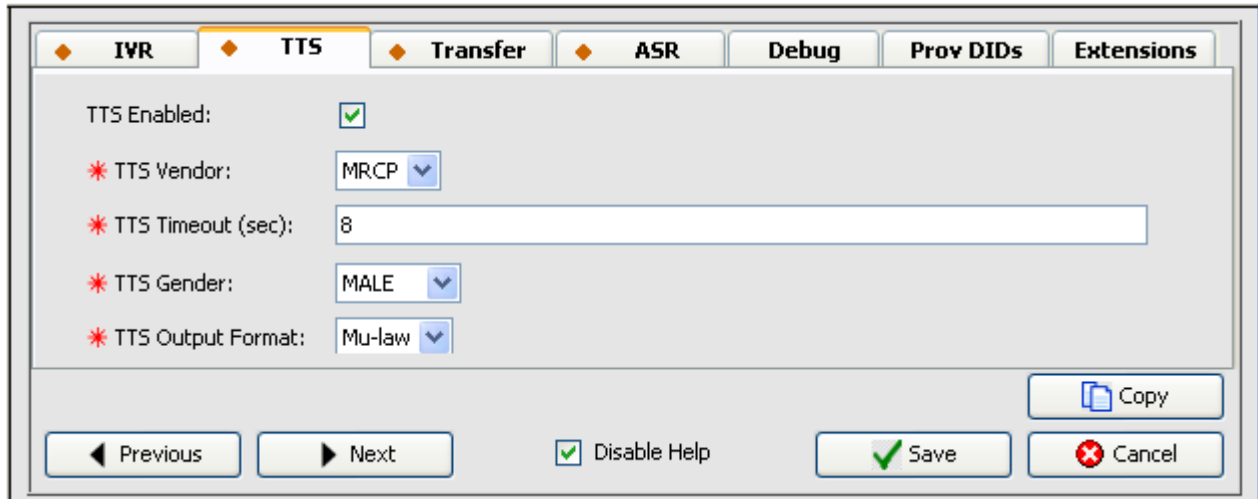 IVR TTS Transfer ASR Debug Prov DIDs Extensions
TTS Enabled:
TTS Vendor: MRCP
TTS Timeout (sec): 8
TTS Gender: MALE
TTS Output Format: Mu-law
Copy
Previous Next Disable Help Save Cancel